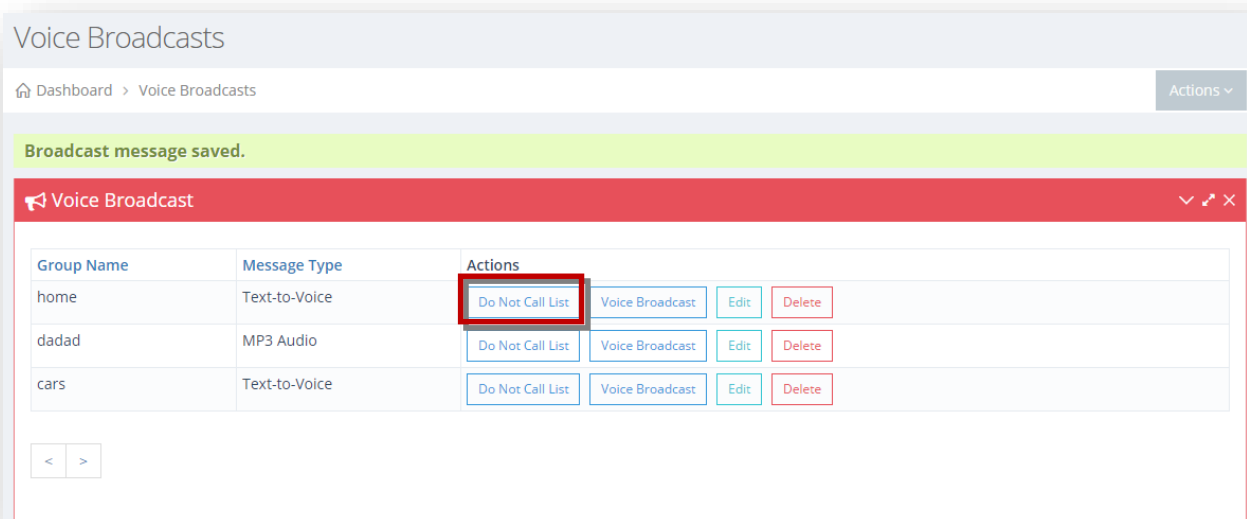 Voice Broadcasts
Dashboard > Voice Broadcasts Actions
Broadcast message saved.
Voice Broadcast
Group Name Message Type Actions
home Text-to-Voice Do Not Call List Voice Broadcast Edit Delete
dadad MP3 Audio Do Not Call List Voice Broadcast Edit Delete
cars Text-to-Voice Do Not Call List Voice Broadcast Edit Delete
< >